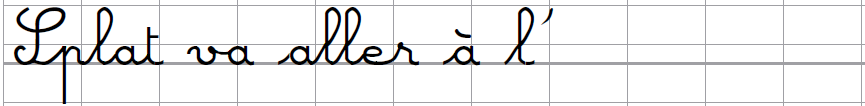 Splat va aller à l'